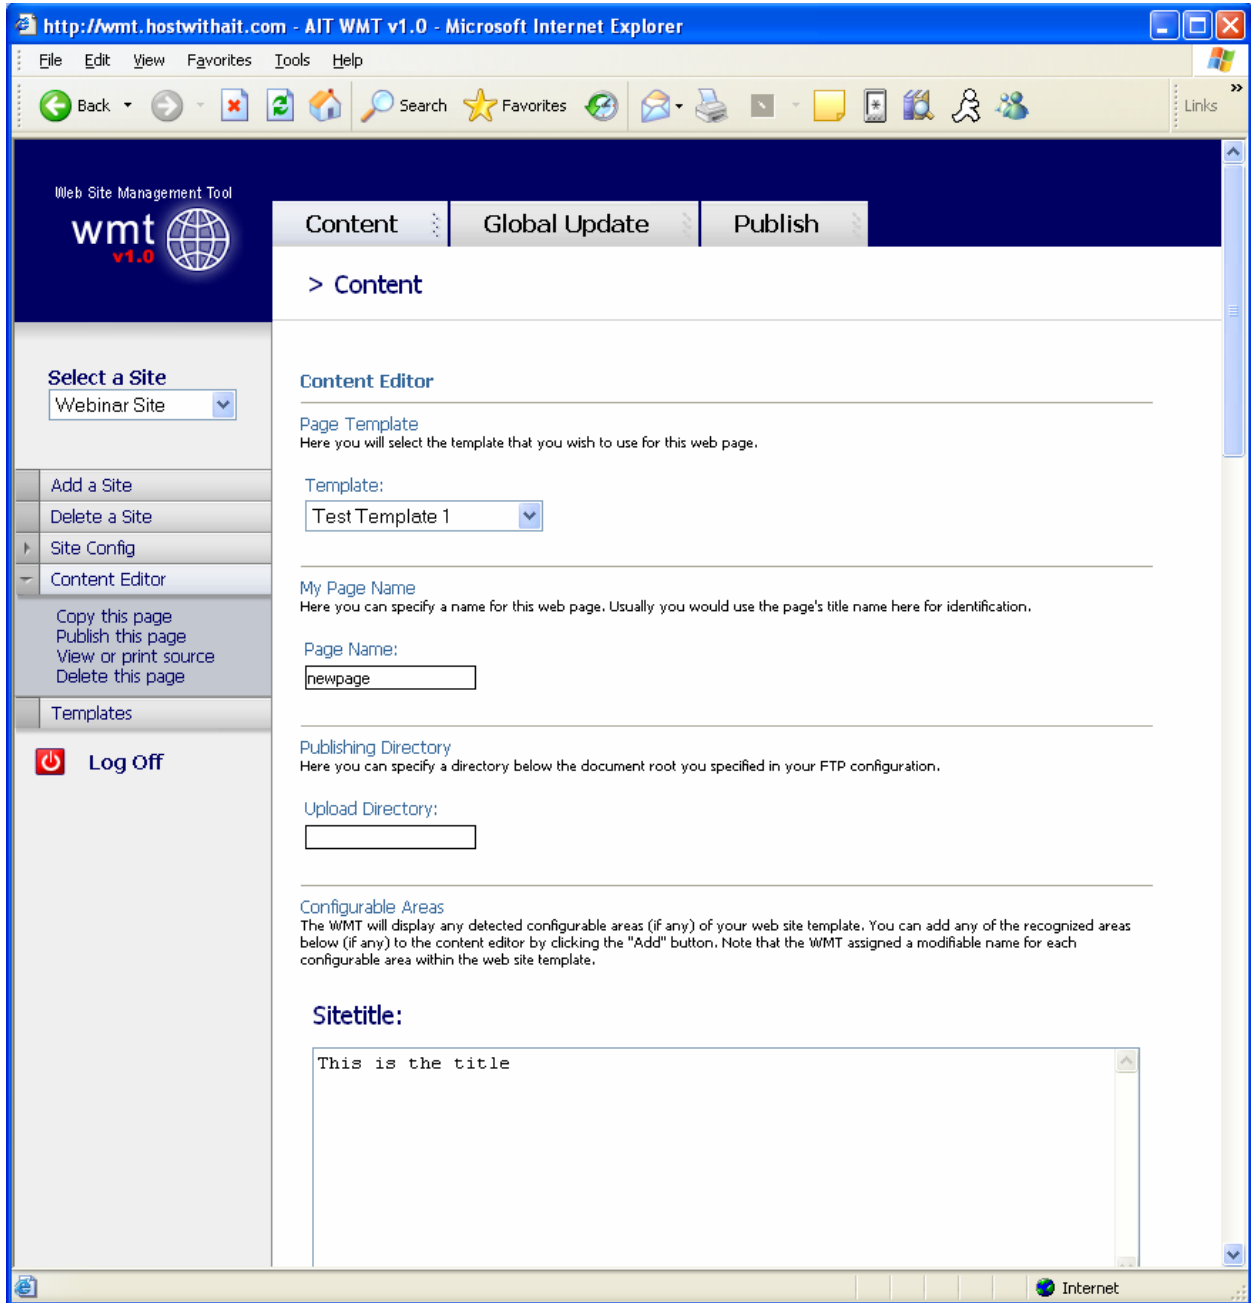 http://wmt.hostwithait.com - AIT WMT v1.0 - Microsoft Internet Explorer
File Edit View Favorites Tools Help
Back Search Favorites Links
Web Site Management Tool
wmt
v1.0
Content Global Update Publish
> Content
Select a Site
Webinar Site
Add a Site
Delete a Site
Site Config
Content Editor
Copy this page
Publish this page
View or print source
Delete this page
Templates
Log Off
Content Editor
Page Template
Here you will select the template that you wish to use for this web page.
Template:
Test Template 1
My Page Name
Here you can specify a name for this web page. Usually you would use the page's title name here for identification.
Page Name:
newpage
Publishing Directory
Here you can specify a directory below the document root you specified in your FTP configuration.
Upload Directory:
Configurable Areas
The WMT will display any detected configurable areas (if any) of your web site template. You can add any of the recognized areas
below (if any) to the content editor by clicking the "Add" button. Note that the WMT assigned a modifiable name for each
configurable area within the web site template.
Sitetitle:
This is the title
Internet